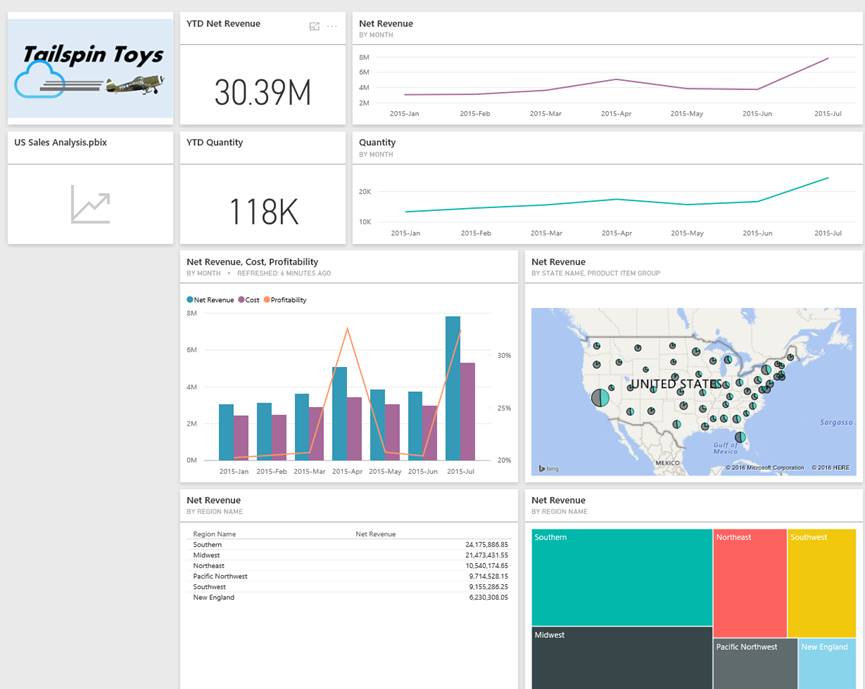 Tailspin Toys
YTD Net Revenue
...
30.39M
Net Revenue
BY MONTH
8M
6M
4M
2M
2015-Jan 2015-Feb 2015-Mar 2015-Apr 2015-May 2015-Jun 2015-Jul
US Sales Analysis.pbix
YTD Quantity
118K
Quantity
BY MONTH
20K
10K
2015-Jan 2015-Feb 2015-Mar 2015-Apr 2015-May 2015-Jun 2015-Jul
Net Revenue, Cost, Profitability
BY MONTH • REFRESHED: 6 MINUTES AGO
Net Revenue Cost Profitability
8M
6M 30%
4M 25%
2M
0M 20%
2015-Jan 2015-Feb 2015-Mar 2015-Apr 2015-May 2015-Jun 2015-Jul
Net Revenue
BY STATE NAME, PRODUCT ITEM GROUP
UNITED STATES
Sargasso
Gulf of
Mexico
MEXICO
bing © 2016 Microsoft Corporation © 2016 HERE
Net Revenue
BY REGION NAME
Region Name Net Revenue
Southern 24,175,886.85
Midwest 21,473,431.55
Northeast 10,540,174.65
Pacific Northwest 9,714,528.15
Southwest 9,155,286.25
New England 6,230,308.05
Net Revenue
BY REGION NAME
Southern Northeast Southwest
Midwest
Pacific Northwest New England